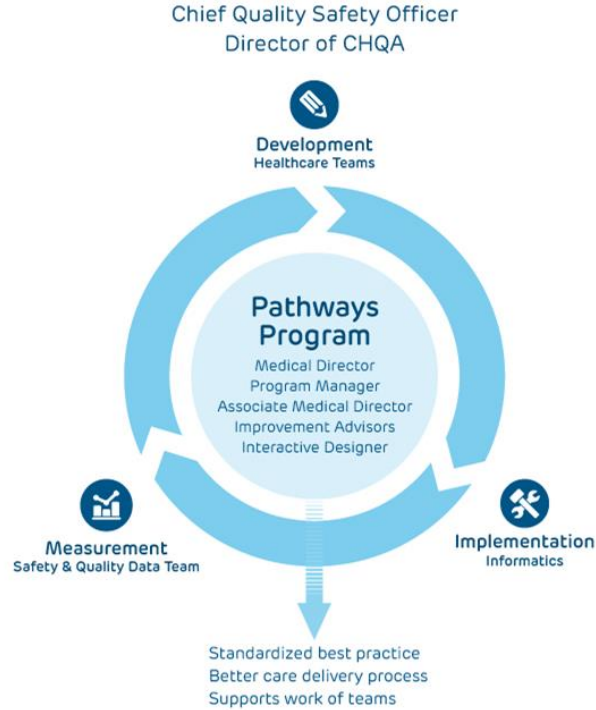 Chief Quality Safety Officer
Director of CHQA
Development
Healthcare Teams
Pathways
Program
Medical Director
Program Manager
Associate Medical Director
Improvement Advisors
Interactive Designer
Measurement
Safety & Quality Data Team
Implementation
Informatics
Standardized best practice
Better care delivery process
Supports work of teams